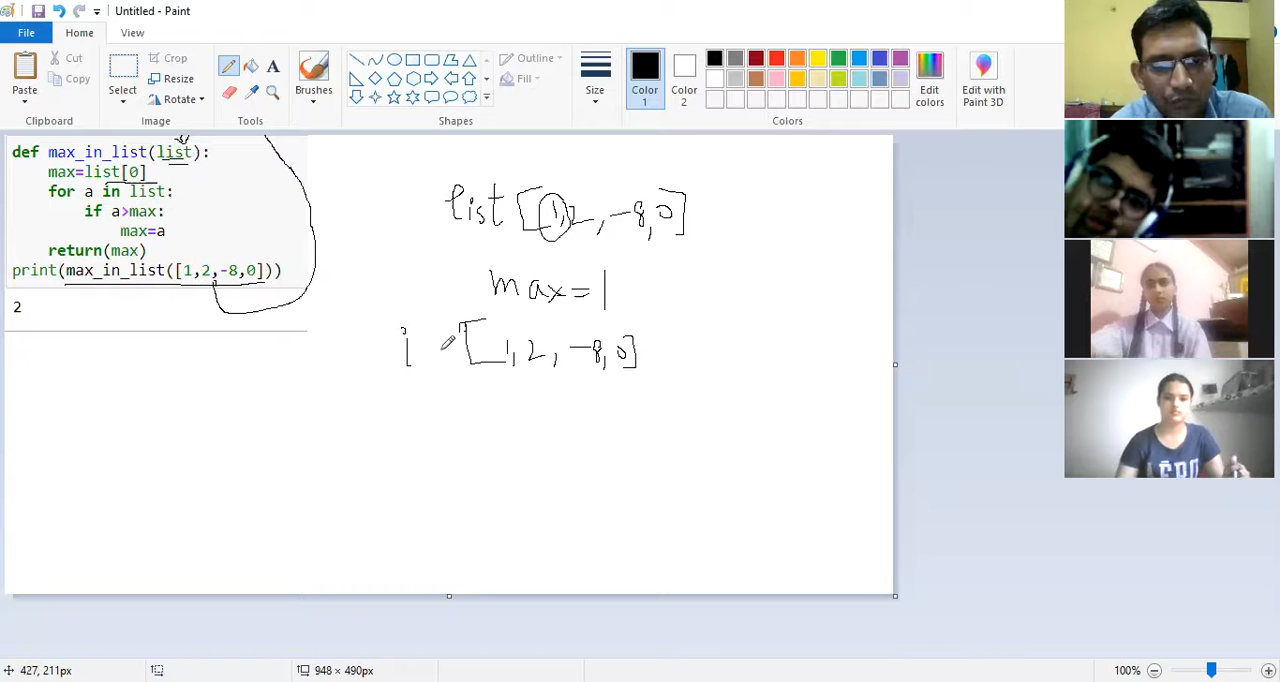 Untitled - Paint
File Home View
Paste Cut Copy Clipboard
Select Crop Resize Rotate Image
A Tools
Brushes
Outline Fill Shapes
Size
Color 1
Color 2
Colors
Edit colors
Edit with Paint 3D
def max_in_list(list):
max=list[0]
for a in list:
if a>max:
max=a
return(max)
print(max_in_list([1,2,-8,0]))
2
list [1,2,-8,0]
max=1
i [1,2,-8,0]
427, 211px
948 × 490px
100%